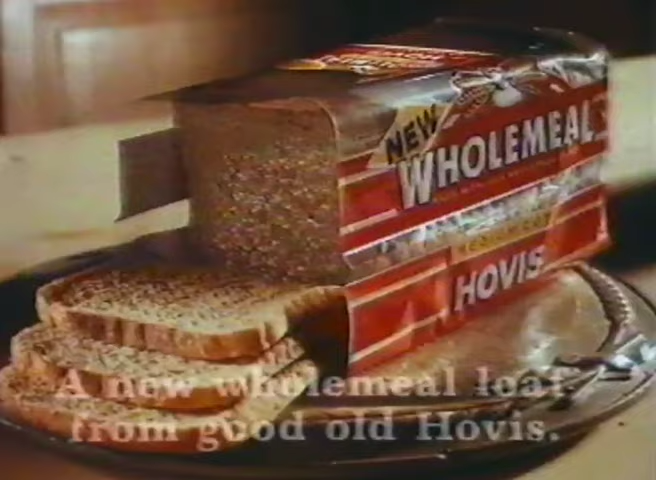 NEW
WHOLEMEAL
HOVIS
A new wholemeal loaf
from good old Hovis.